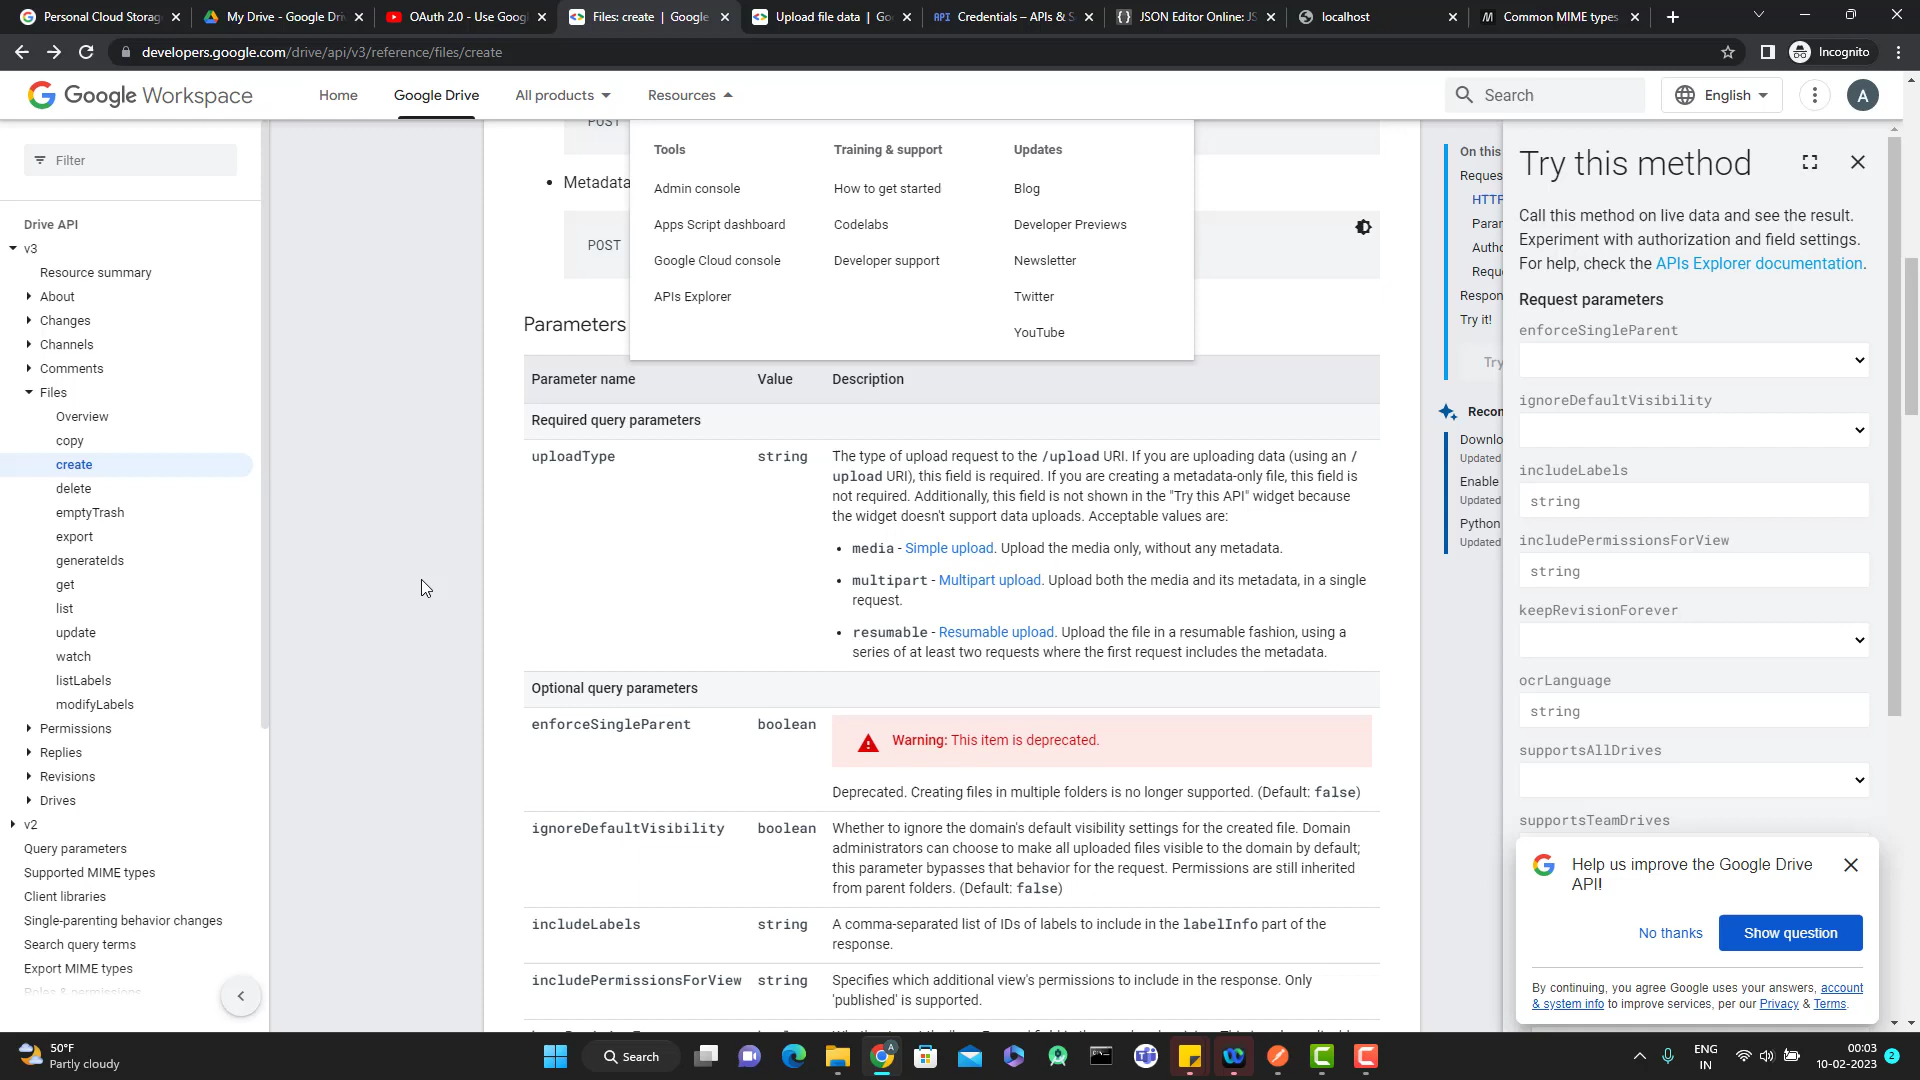 Personal Cloud Storag
My Drive - Google Dri
OAuth 2.0 - Use Googl
Files: create | Google
Upload file data | Go
API Credentials – APIs & S
JSON Editor Online: JS
localhost
Common MIME types
developers.google.com/drive/api/v3/reference/files/create
Incognito
Google Workspace
Home
Google Drive
All products
Resources
Search
English
A
Filter
Drive API
v3
Resource summary
About
Changes
Channels
Comments
Files
Overview
copy
create
delete
emptyTrash
export
generateIds
get
list
update
watch
listLabels
modifyLabels
Permissions
Replies
Revisions
Drives
v2
Query parameters
Supported MIME types
Client libraries
Single-parenting behavior changes
Search query terms
Export MIME types
Roles & permissions
POST
• Metadata
POST
Tools
Admin console
Apps Script dashboard
Google Cloud console
APIs Explorer
Training & support
How to get started
Codelabs
Developer support
Updates
Blog
Developer Previews
Newsletter
Twitter
YouTube
Parameters
Parameter name Value Description
Required query parameters
uploadType string The type of upload request to the /upload URI. If you are uploading data (using an /
upload URI), this field is required. If you are creating a metadata-only file, this field is
not required. Additionally, this field is not shown in the "Try this API" widget because
the widget doesn't support data uploads. Acceptable values are:
• media - Simple upload. Upload the media only, without any metadata.
• multipart - Multipart upload. Upload both the media and its metadata, in a single
request.
• resumable - Resumable upload. Upload the file in a resumable fashion, using a
series of at least two requests where the first request includes the metadata.
Optional query parameters
enforceSingleParent boolean Warning: This item is deprecated.
Deprecated. Creating files in multiple folders is no longer supported. (Default: false)
ignoreDefaultVisibility boolean Whether to ignore the domain's default visibility settings for the created file. Domain
administrators can choose to make all uploaded files visible to the domain by default;
this parameter bypasses that behavior for the request. Permissions are still inherited
from parent folders. (Default: false)
includeLabels string A comma-separated list of IDs of labels to include in the labelInfo part of the
response.
includePermissionsForView string Specifies which additional view's permissions to include in the response. Only
'published' is supported.
On this
Reques
HTTP
Parar
Autho
Requ
Respon
Try it!
Try
Recon
Downlo
Updated
Enable
Updated
Python
Updated
Try this method
Call this method on live data and see the result.
Experiment with authorization and field settings.
For help, check the APIs Explorer documentation.
Request parameters
enforceSingleParent
ignoreDefaultVisibility
includeLabels
string
includePermissionsForView
string
keepRevisionForever
ocrLanguage
string
supportsAllDrives
supportsTeamDrives
Help us improve the Google Drive
API!
No thanks
Show question
By continuing, you agree Google uses your answers, account
& system info to improve services, per our Privacy & Terms.
50°F
Partly cloudy
Search
ENG
IN
00:03
10-02-2023
2